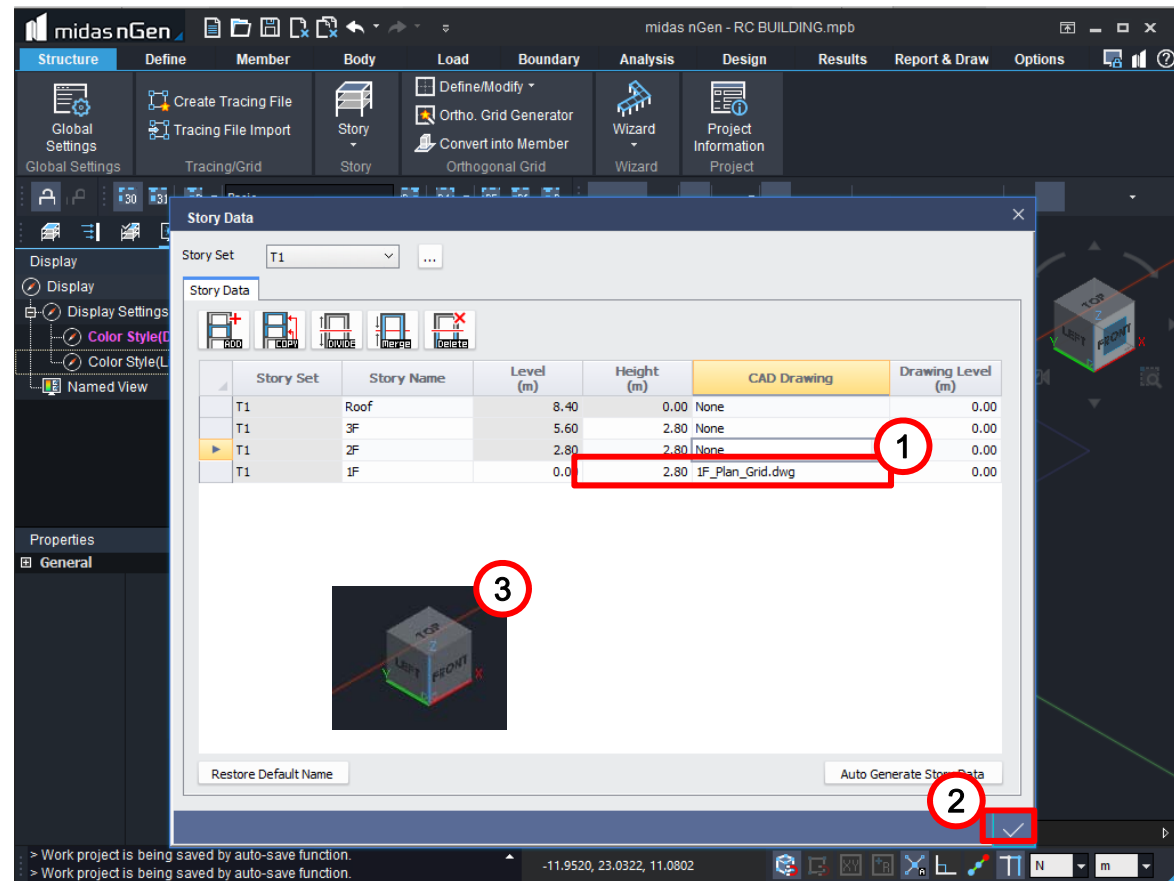 midas nGen
midas nGen - RC BUILDING.mpb
Structure Define Member Body Load Boundary Analysis Design Results Report & Draw Options
Global Settings
Create Tracing File
Tracing File Import
Story
Define/Modify
Ortho. Grid Generator
Convert into Member
Wizard
Project Information
Global Settings Tracing/Grid Story Orthogonal Grid Wizard Project
Story Data
Story Set T1 ...
Display
Story Data
Display
Display Settings
ADD COPY DIVIDE Merge Delete
Color Style(D
Color Style(L
Named View
Story Set Story Name Level (m) Height (m) CAD Drawing Drawing Level (m)
T1 Roof 8.40 0.00 None 0.00
T1 3F 5.60 2.80 None 0.00
T1 2F 2.80 2.80 None 0.00
T1 1F 0.0 2.80 1F_Plan_Grid.dwg 0.00
1
TOP
LEFT FRONT
Z
Y X
Properties
General
3
TOP
Z
LEFT FRONT
Y X
Restore Default Name
Auto Generate Story Data
2
> Work project is being saved by auto-save function.
> Work project is being saved by auto-save function.
-11.9520, 23.0322, 11.0802
N m